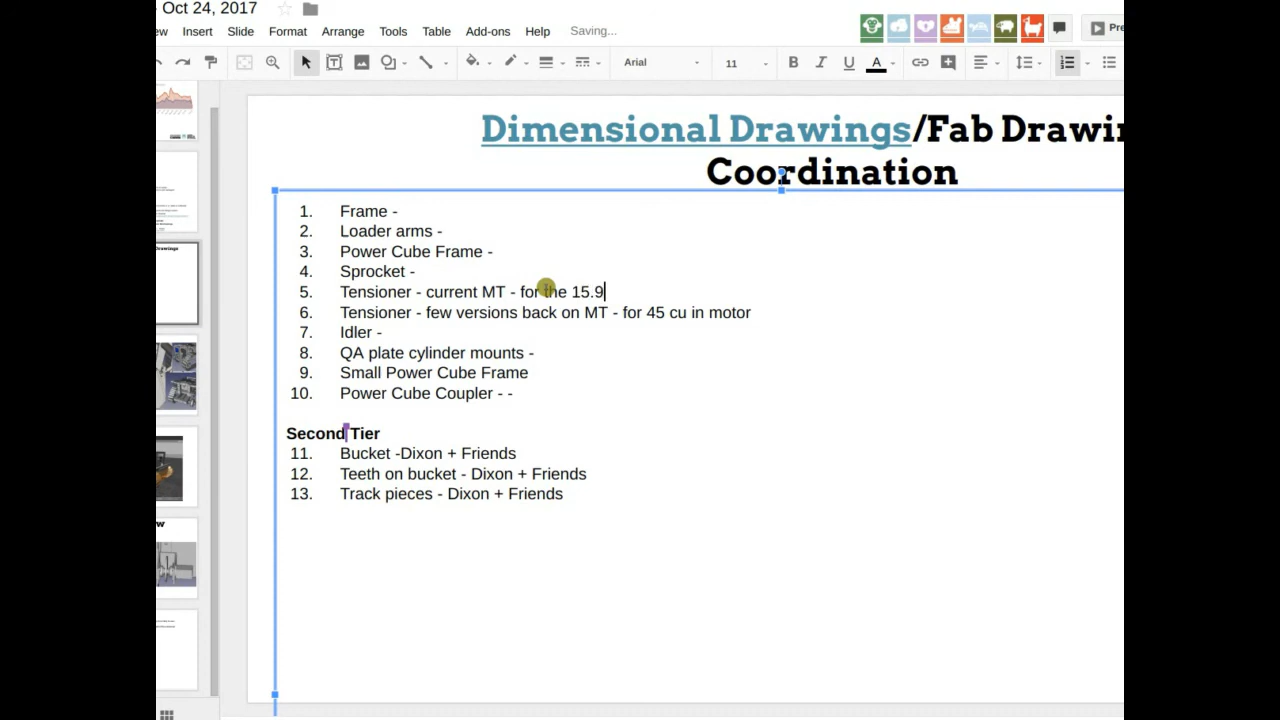 Oct 24, 2017
ew Insert Slide Format Arrange Tools Table Add-ons Help Saving...
Pre
Arial 11 B I U A
Dimensional Drawings/Fab Drawin
Coordination
1. Frame -
2. Loader arms -
3. Power Cube Frame -
4. Sprocket -
5. Tensioner - current MT - for the 15.9
6. Tensioner - few versions back on MT - for 45 cu in motor
7. Idler -
8. QA plate cylinder mounts -
9. Small Power Cube Frame
10. Power Cube Coupler - -
Second Tier
11. Bucket -Dixon + Friends
12. Teeth on bucket - Dixon + Friends
13. Track pieces - Dixon + Friends